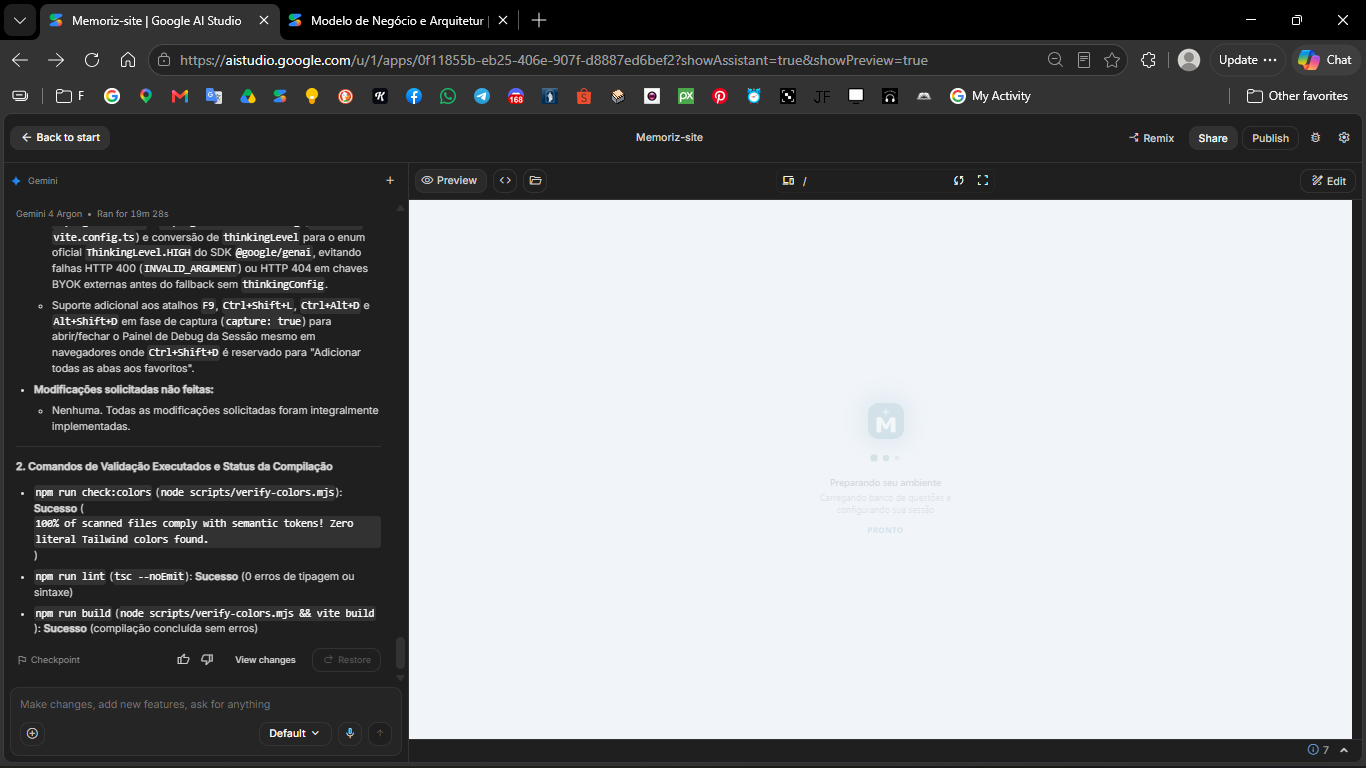 Memoriz-site | Google AI Studio
Modelo de Negócio e Arquitetur
https://aistudio.google.com/u/1/apps/0f11855b-eb25-406e-907f-d8887ed6bef2?showAssistant=true&showPreview=true
Update
Chat
F
168
PX
JF
My Activity
Other favorites
Back to start
Memoriz-site
Remix
Share
Publish
Gemini
Preview
/
Edit
Gemini 4 Argon • Ran for 19m 28s
vite.config.ts) e conversão de thinkingLevel para o enum
oficial ThinkingLevel.HIGH do SDK @google/genai, evitando
falhas HTTP 400 (INVALID_ARGUMENT) ou HTTP 404 em chaves
BYOK externas antes do fallback sem thinkingConfig.
Suporte adicional aos atalhos F9, Ctrl+Shift+L, Ctrl+Alt+D e
Alt+Shift+D em fase de captura (capture: true) para
abrir/fechar o Painel de Debug da Sessão mesmo em
navegadores onde Ctrl+Shift+D é reservado para "Adicionar
todas as abas aos favoritos".
Modificações solicitadas não feitas:
Nenhuma. Todas as modificações solicitadas foram integralmente
implementadas.
2. Comandos de Validação Executados e Status da Compilação
npm run check:colors (node scripts/verify-colors.mjs):
Sucesso (
100% of scanned files comply with semantic tokens! Zero
literal Tailwind colors found.
)
npm run lint (tsc --noEmit): Sucesso (0 erros de tipagem ou
sintaxe)
npm run build (node scripts/verify-colors.mjs && vite build
): Sucesso (compilação concluída sem erros)
Checkpoint
View changes
Restore
Make changes, add new features, ask for anything
Default
M
Preparando seu ambiente
Carregando banco de questões e
configurando sua sessão
PRONTO
7